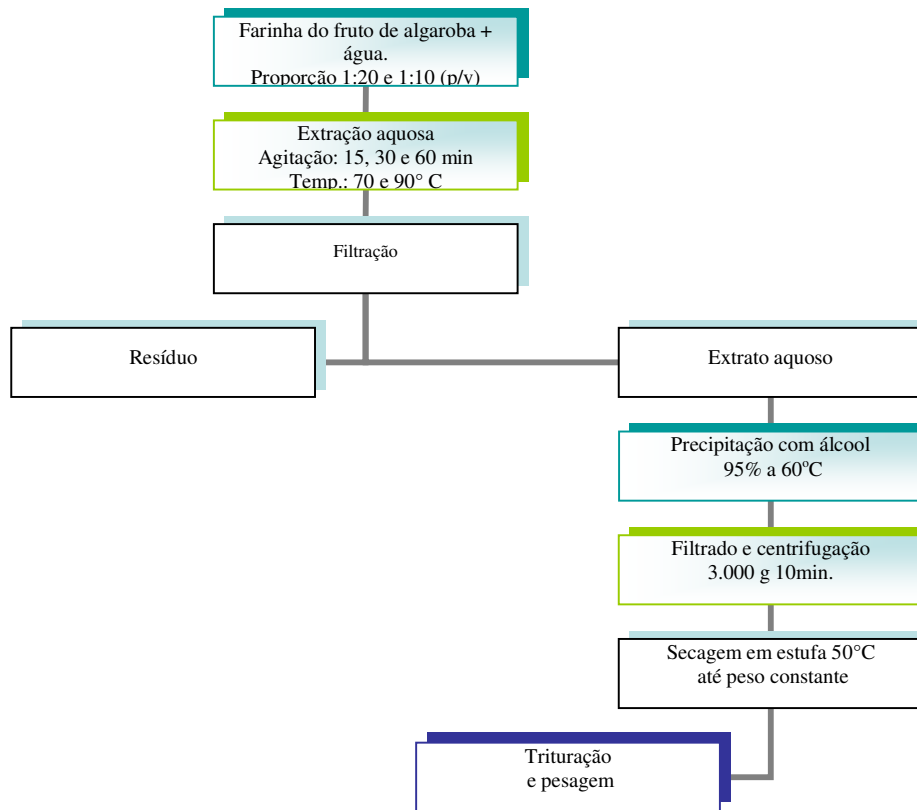 Farinha do fruto de algaroba +
água.
Proporção 1:20 e 1:10 (p/v)
Extração aquosa
Agitação: 15, 30 e 60 min
Temp.: 70 e 90° C
Filtração
Resíduo
Extrato aquoso
Precipitação com álcool
95% a 60ºC
Filtrado e centrifugação
3.000 g 10min.
Secagem em estufa 50°C
até peso constante
Trituração
e pesagem